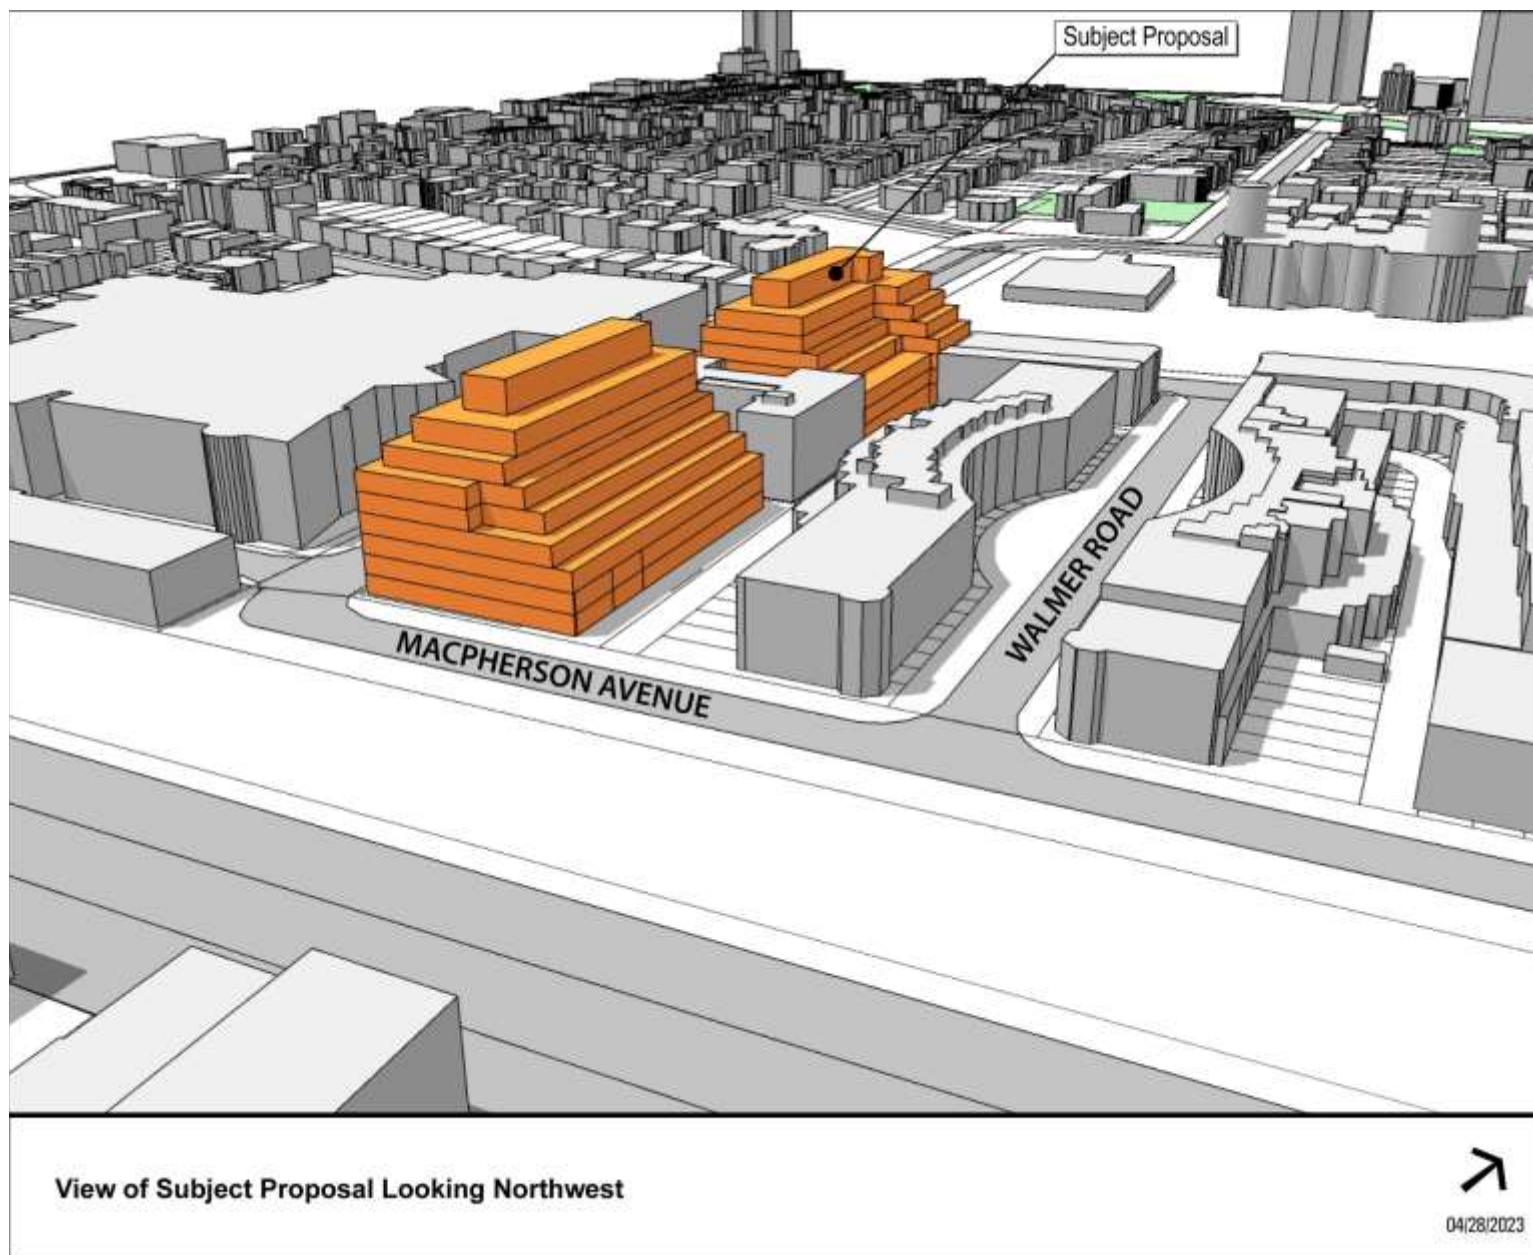 Subject Proposal
MACPHERSON AVENUE
WALMER ROAD
View of Subject Proposal Looking Northwest
04/28/2023